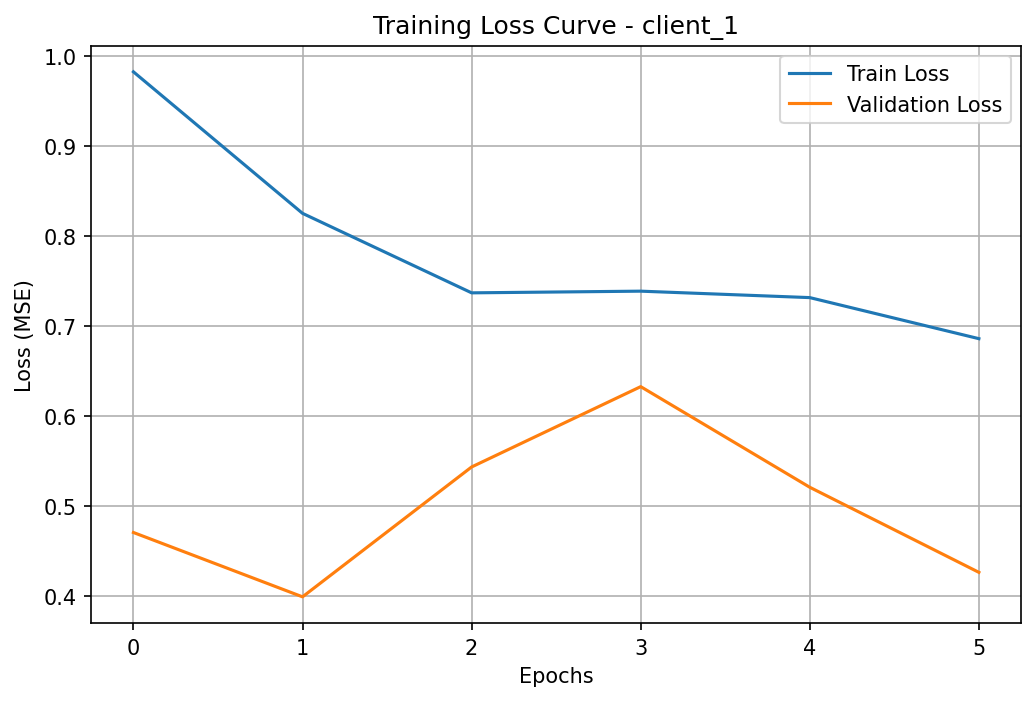 Training Loss Curve - client_1
Train Loss
Validation Loss
1.0
0.9
0.8
0.7
0.6
0.5
0.4
Loss (MSE)
0 1 2 3 4 5
Epochs